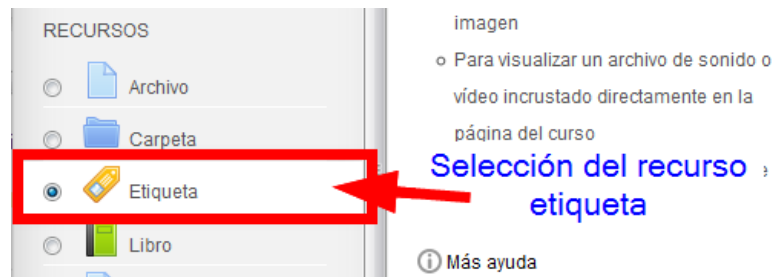 RECURSOS
Archivo
Carpeta
Etiqueta
Libro
imagen
Para visualizar un archivo de sonido o
vídeo incrustado directamente en la
página del curso
Selección del recurso
etiqueta
Más ayuda